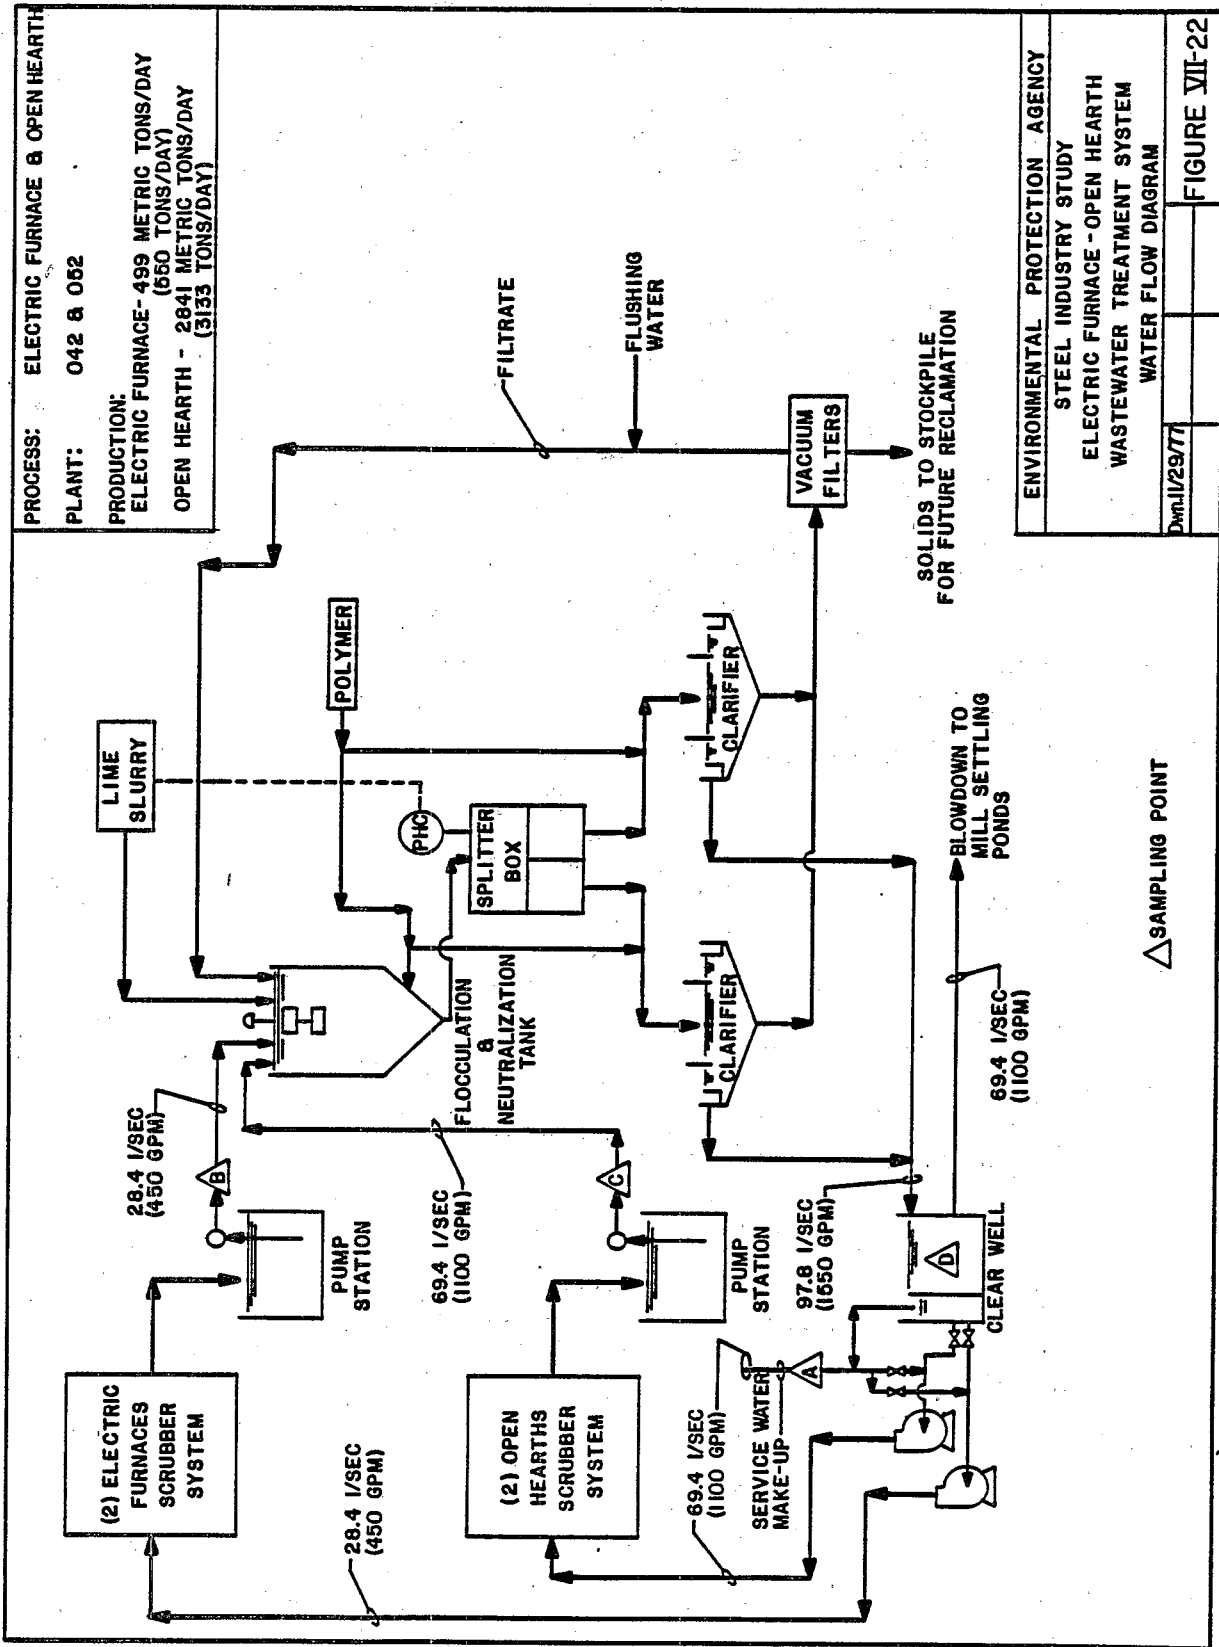 PROCESS: ELECTRIC FURNACE & OPEN HEARTH
PLANT: 042 & 052
PRODUCTION:
ELECTRIC FURNACE- 499 METRIC TONS/DAY
(550 TONS/DAY)
OPEN HEARTH - 2841 METRIC TONS/DAY
(3133 TONS/DAY)
LIME
SLURRY
POLYMER
FILTRATE
FLUSHING
WATER
28.4 l/SEC
(450 GPM)
B
PHC
SPLITTER
BOX
FLOCCULATION
&
NEUTRALIZATION
TANK
(2) ELECTRIC
FURNACES
SCRUBBER
SYSTEM
PUMP
STATION
69.4 l/SEC
(1100 GPM)
C
CLARIFIER
CLARIFIER
VACUUM
FILTERS
SOLIDS TO STOCKPILE
FOR FUTURE RECLAMATION
28.4 l/SEC
(450 GPM)
(2) OPEN
HEARTHS
SCRUBBER
SYSTEM
PUMP
STATION
69.4 l/SEC
(1100 GPM)
SERVICE WATER
MAKE-UP
A
97.8 l/SEC
(1550 GPM)
D
CLEAR WELL
BLOWDOWN TO
MILL SETTLING
PONDS
69.4 l/SEC
(1100 GPM)
SAMPLING POINT
ENVIRONMENTAL PROTECTION AGENCY
STEEL INDUSTRY STUDY
ELECTRIC FURNACE-OPEN HEARTH
WASTEWATER TREATMENT SYSTEM
WATER FLOW DIAGRAM
Dwn.11/29/77
FIGURE VII-22